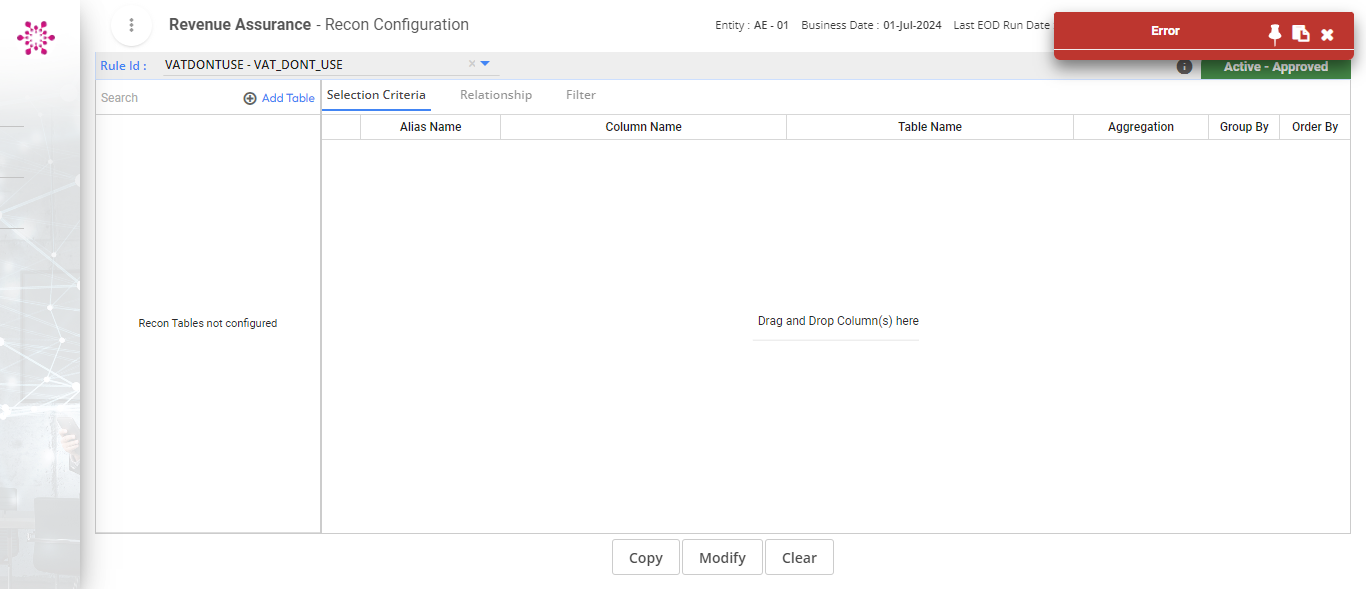 Revenue Assurance - Recon Configuration
Entity : AE - 01 Business Date : 01-Jul-2024 Last EOD Run Date
Error
Rule Id : VATDONTUSE - VAT_DONT_USE
Active - Approved
Search Add Table
Selection Criteria Relationship Filter
Alias Name Column Name Table Name Aggregation Group By Order By
Recon Tables not configured
Drag and Drop Column(s) here
Copy Modify Clear